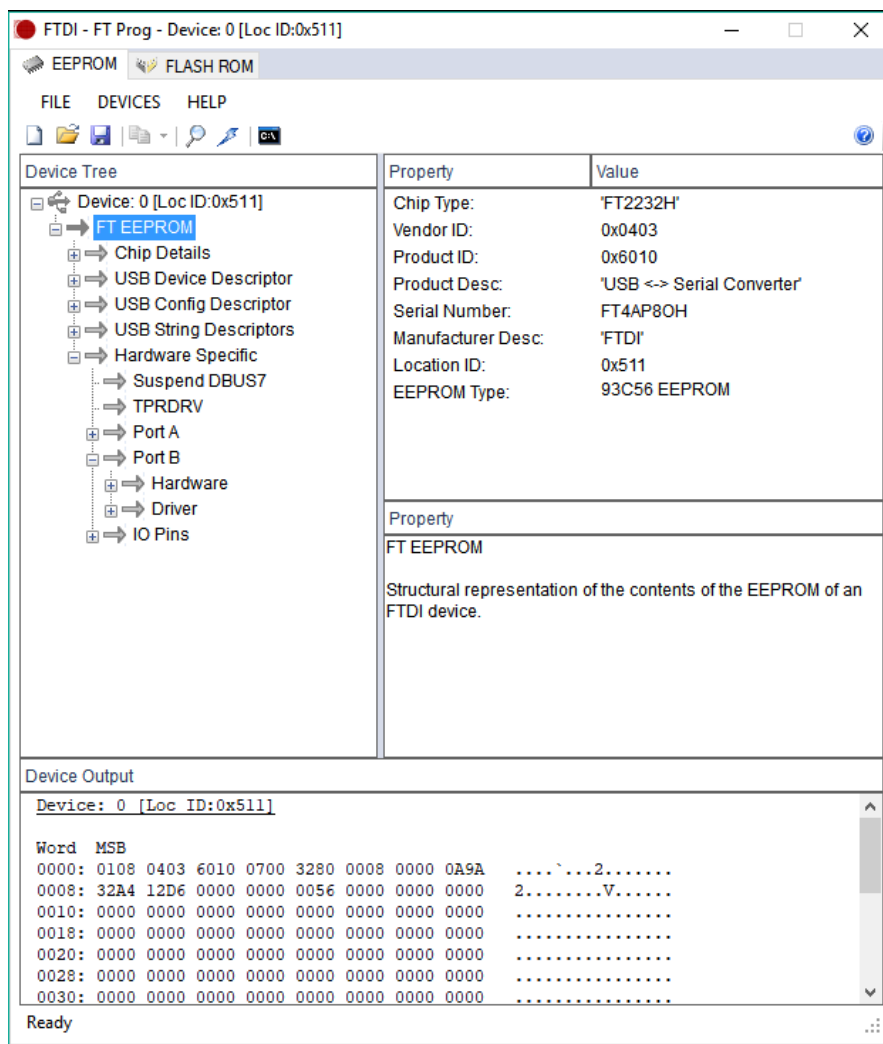 FTDI - FT Prog - Device: 0 [Loc ID:0x511]
EEPROM FLASH ROM
FILE DEVICES HELP
C:\
Device Tree
Device: 0 [Loc ID:0x511]
FT EEPROM
Chip Details
USB Device Descriptor
USB Config Descriptor
USB String Descriptors
Hardware Specific
Suspend DBUS7
TPRDRV
Port A
Port B
Hardware
Driver
IO Pins
Property Value
Chip Type: 'FT2232H'
Vendor ID: 0x0403
Product ID: 0x6010
Product Desc: 'USB <-> Serial Converter'
Serial Number: FT4AP8OH
Manufacturer Desc: 'FTDI'
Location ID: 0x511
EEPROM Type: 93C56 EEPROM
Property
FT EEPROM
Structural representation of the contents of the EEPROM of an
FTDI device.
Device Output
Device: 0 [Loc ID:0x511]
Word MSB
0000: 0108 0403 6010 0700 3280 0008 0000 0A9A ....`...2.......
0008: 32A4 12D6 0000 0000 0056 0000 0000 0000 2........V......
0010: 0000 0000 0000 0000 0000 0000 0000 0000 ................
0018: 0000 0000 0000 0000 0000 0000 0000 0000 ................
0020: 0000 0000 0000 0000 0000 0000 0000 0000 ................
0028: 0000 0000 0000 0000 0000 0000 0000 0000 ................
0030: 0000 0000 0000 0000 0000 0000 0000 0000 ................
Ready